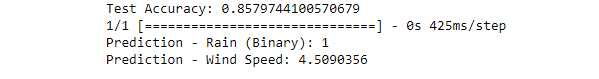 Test Accuracy: 0.8579744100570679
1/1 [==============================] - 0s 425ms/step
Prediction - Rain (Binary): 1
Prediction - Wind Speed: 4.5090356